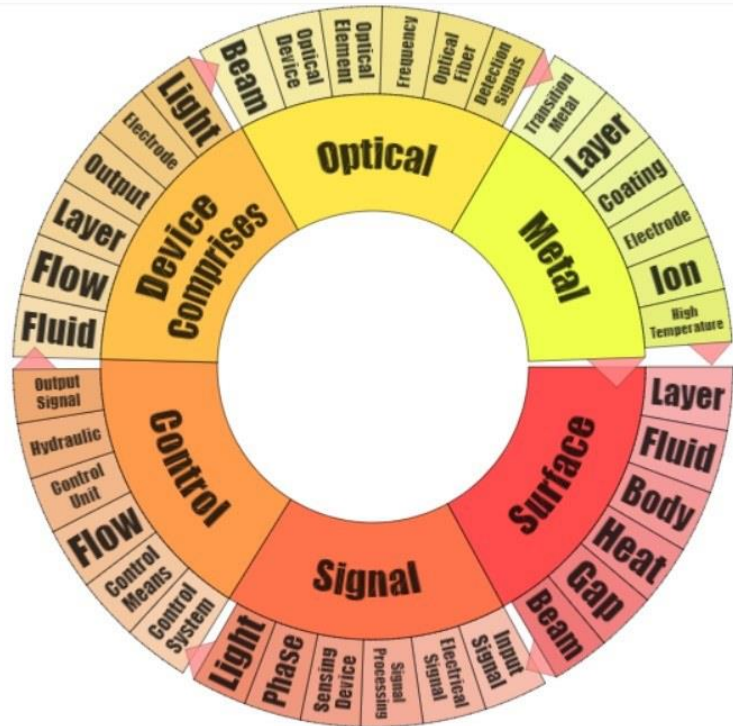 Optical
Beam
Optical
Device
Optical
Element
Frequency
Optical
Fiber
Detection
Signals
Metal
Transition
Metal
Layer
Coating
Electrode
Ion
High
Temperature
Surface
Layer
Fluid
Body
Heat
Gap
Beam
Signal
Input
Signal
Electrical
Signal
Signal
Processing
Sensing
Device
Phase
Light
Control
Control
System
Control
Means
Flow
Control
Unit
Hydraulic
Output
Signal
Device
Comprises
Fluid
Flow
Layer
Output
Electrode
Light